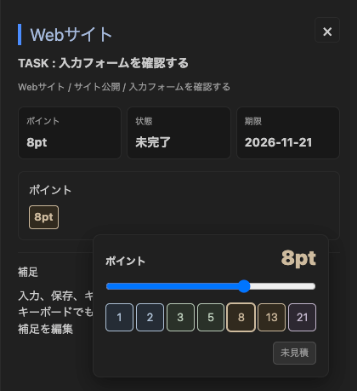 Webサイト
×
TASK : 入力フォームを確認する
Webサイト / サイト公開 / 入力フォームを確認する
ポイント
8pt
状態
未完了
期限
2026-11-21
ポイント
8pt
ポイント
8pt
1 2 3 5 8 13 21
未見積
補足
入力、保存、キ
キーボードでも
補足を編集